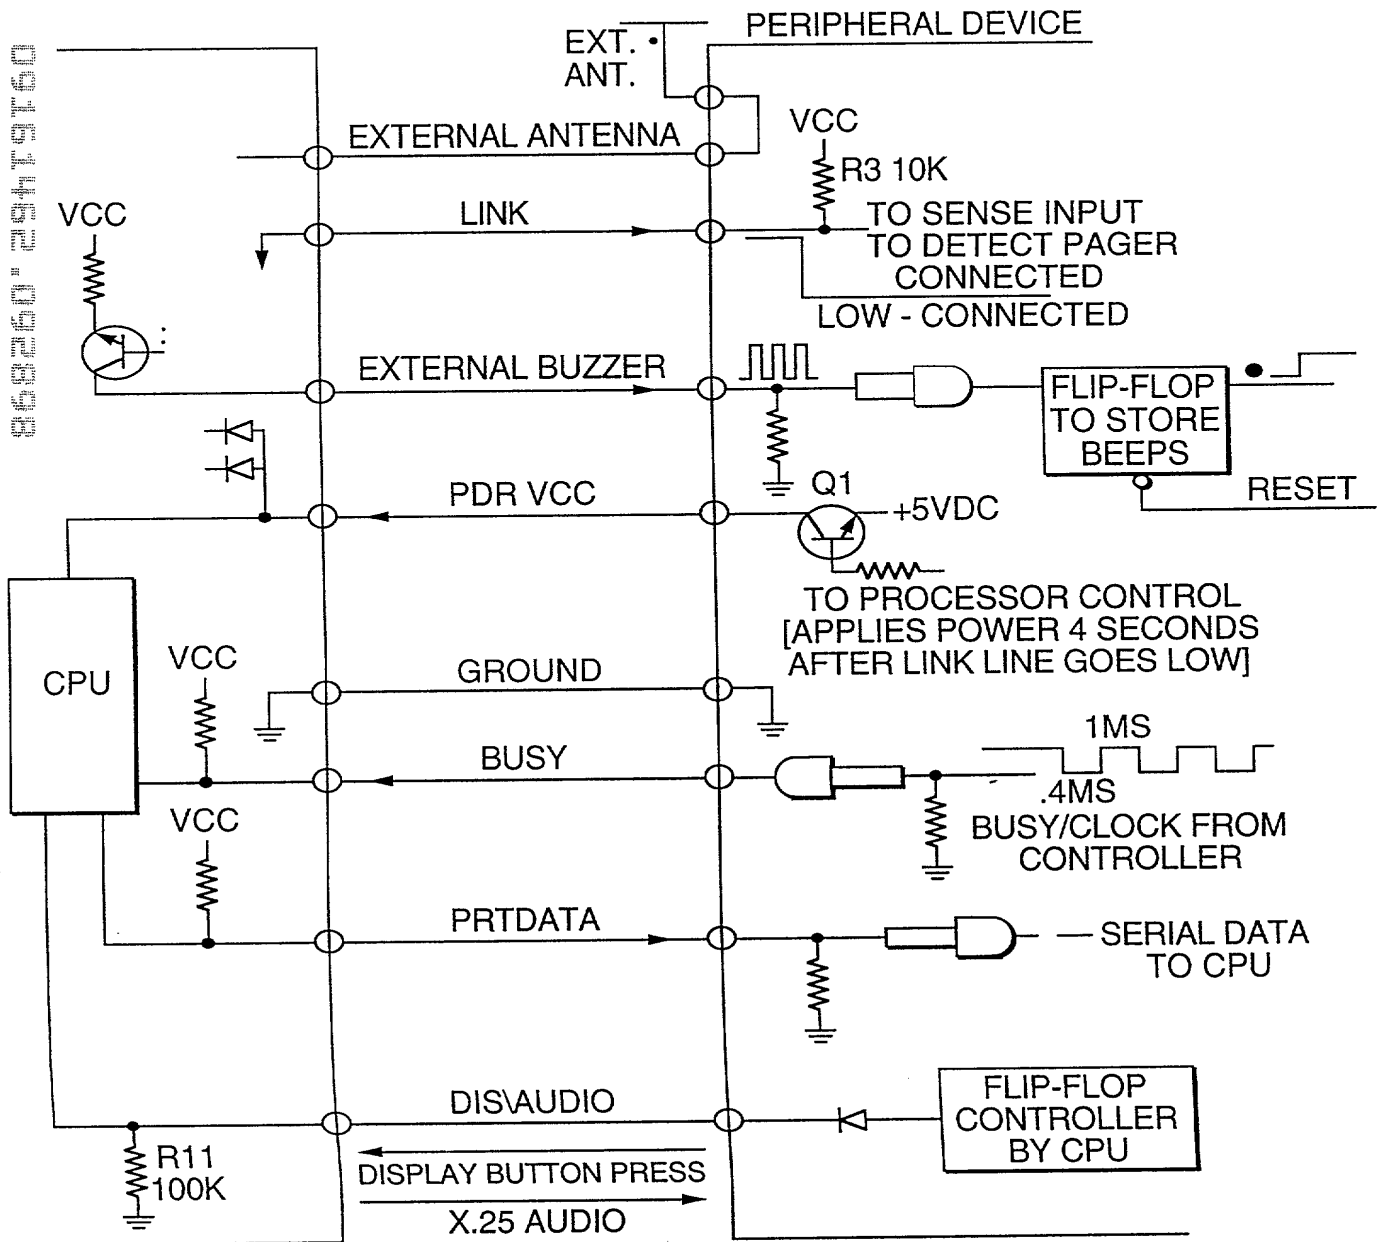 PERIPHERAL DEVICE
EXT.
ANT.
EXTERNAL ANTENNA
VCC
R3 10K
LINK
TO SENSE INPUT
TO DETECT PAGER
CONNECTED
LOW - CONNECTED
VCC
EXTERNAL BUZZER
FLIP-FLOP
TO STORE
BEEPS
RESET
PDR VCC
Q1
+5VDC
TO PROCESSOR CONTROL
[APPLIES POWER 4 SECONDS
AFTER LINK LINE GOES LOW]
CPU
VCC
GROUND
BUSY
1MS
.4MS
BUSY/CLOCK FROM
CONTROLLER
VCC
PRTDATA
SERIAL DATA
TO CPU
DIS\AUDIO
FLIP-FLOP
CONTROLLER
BY CPU
R11
100K
DISPLAY BUTTON PRESS
X.25 AUDIO